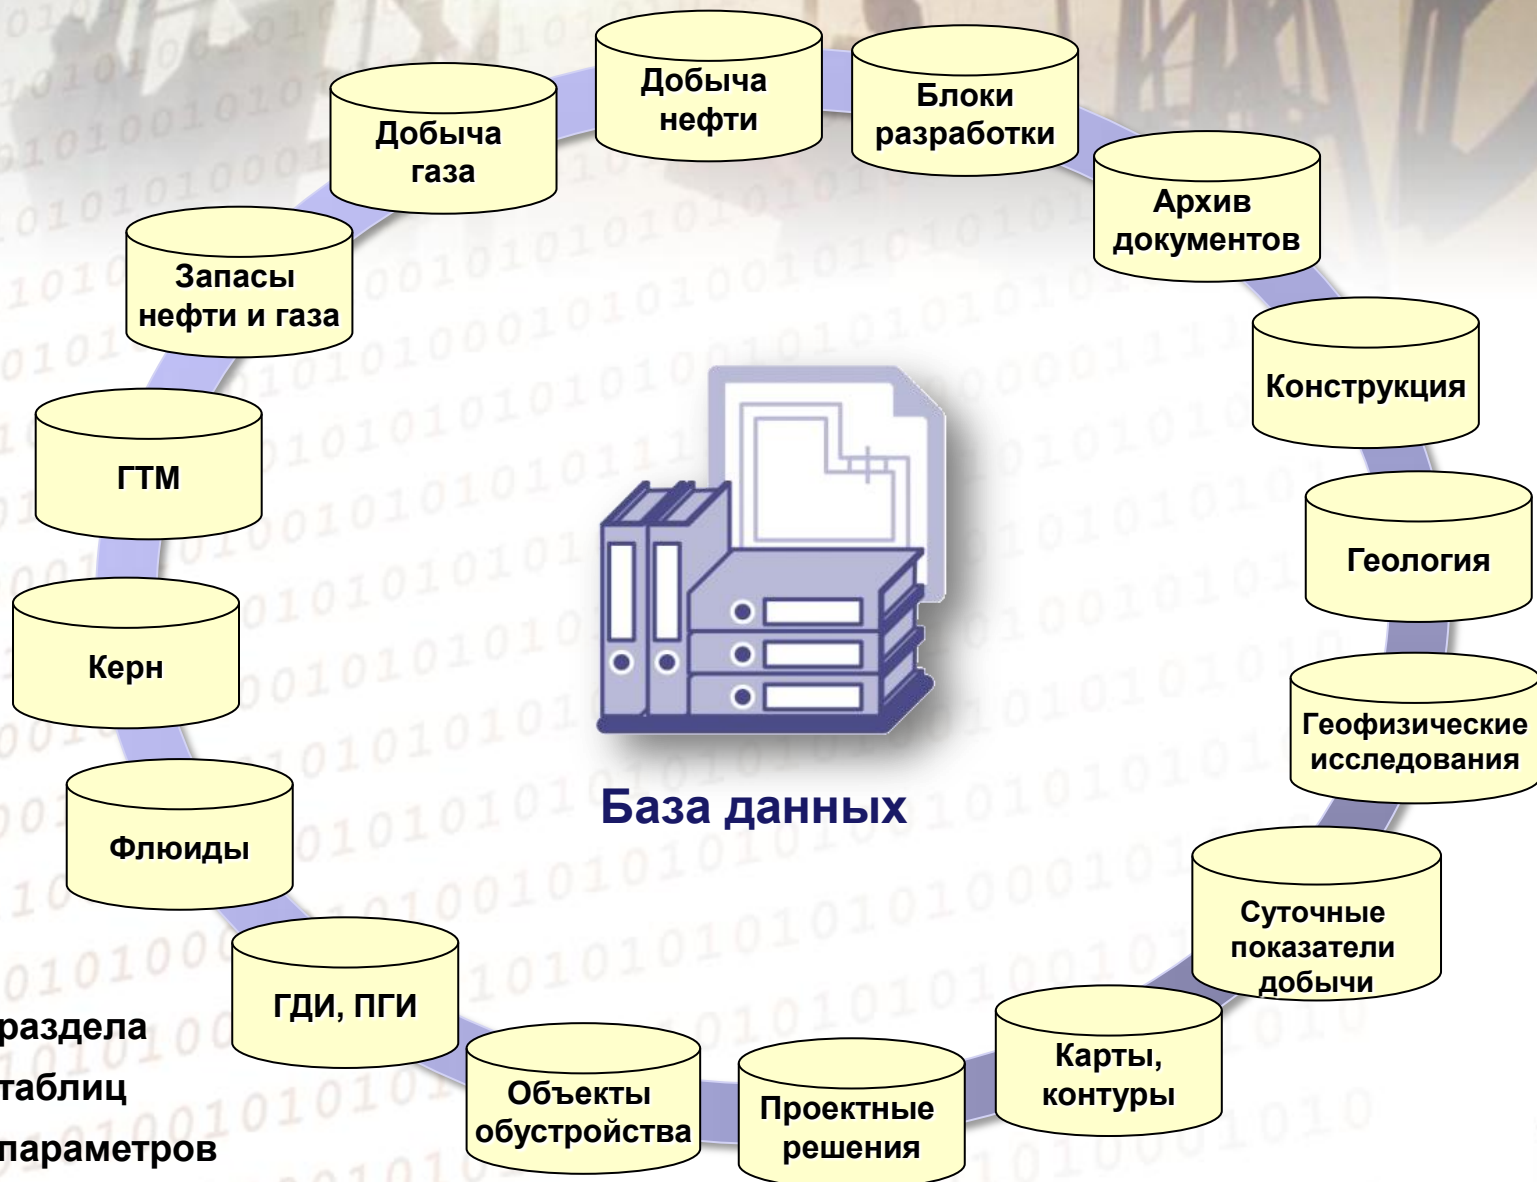 Добыча
нефти
Блоки
разработки
Добыча
газа
Архив
документов
Запасы
нефти и газа
Конструкция
ГТМ
Геология
Керн
Геофизические
исследования
База данных
Флюиды
Суточные
показатели
добычи
ГДИ, ПГИ
Карты,
контуры
Объекты
обустройства
Проектные
решения
раздела
таблиц
параметров